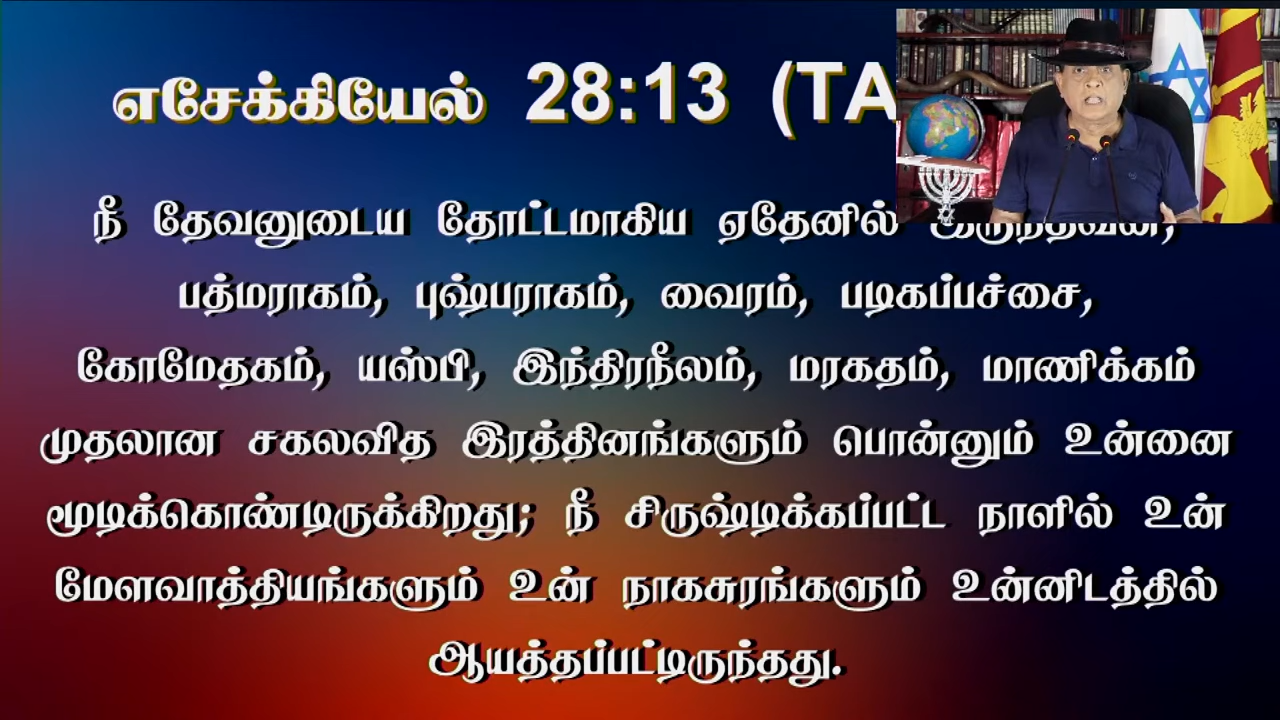 எசேக்கியேல் 28:13 (TA
நீ தேவனுடைய தோட்டமாகிய ஏதேனில்
பத்மராகம், புஷ்பராகம், வைரம், படிகப்பச்சை,
கோமேதகம், யஸ்பி, இந்திரநீலம், மரகதம், மாணிக்கம்
முதலான சகலவித இரத்தினங்களும் பொன்னும் உன்னை
மூடிக்கொண்டிருக்கிறது; நீ சிருஷ்டிக்கப்பட்ட நாளில் உன்
மேளவாத்தியங்களும் உன் நாகசுரங்களும் உன்னிடத்தில்
ஆயத்தப்பட்டிருந்தது.